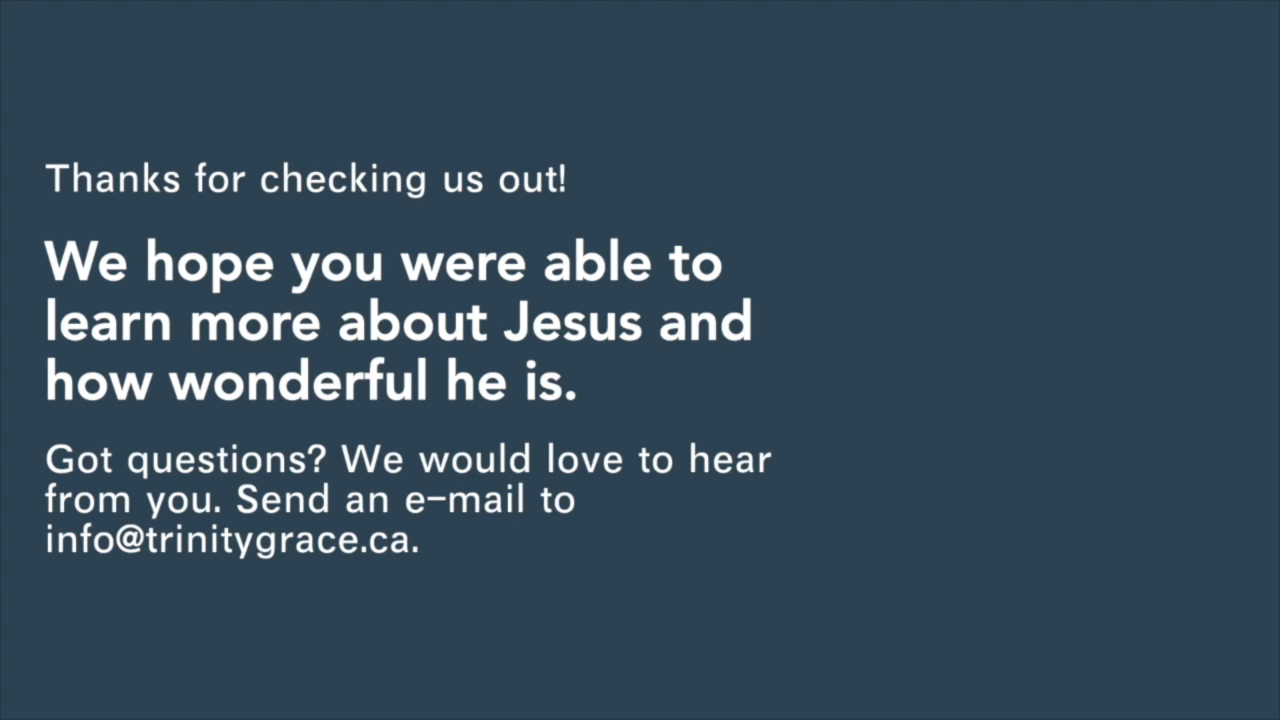 Thanks for checking us out!
We hope you were able to
learn more about Jesus and
how wonderful he is.
Got questions? We would love to hear
from you. Send an e-mail to
info@trinitygrace.ca.